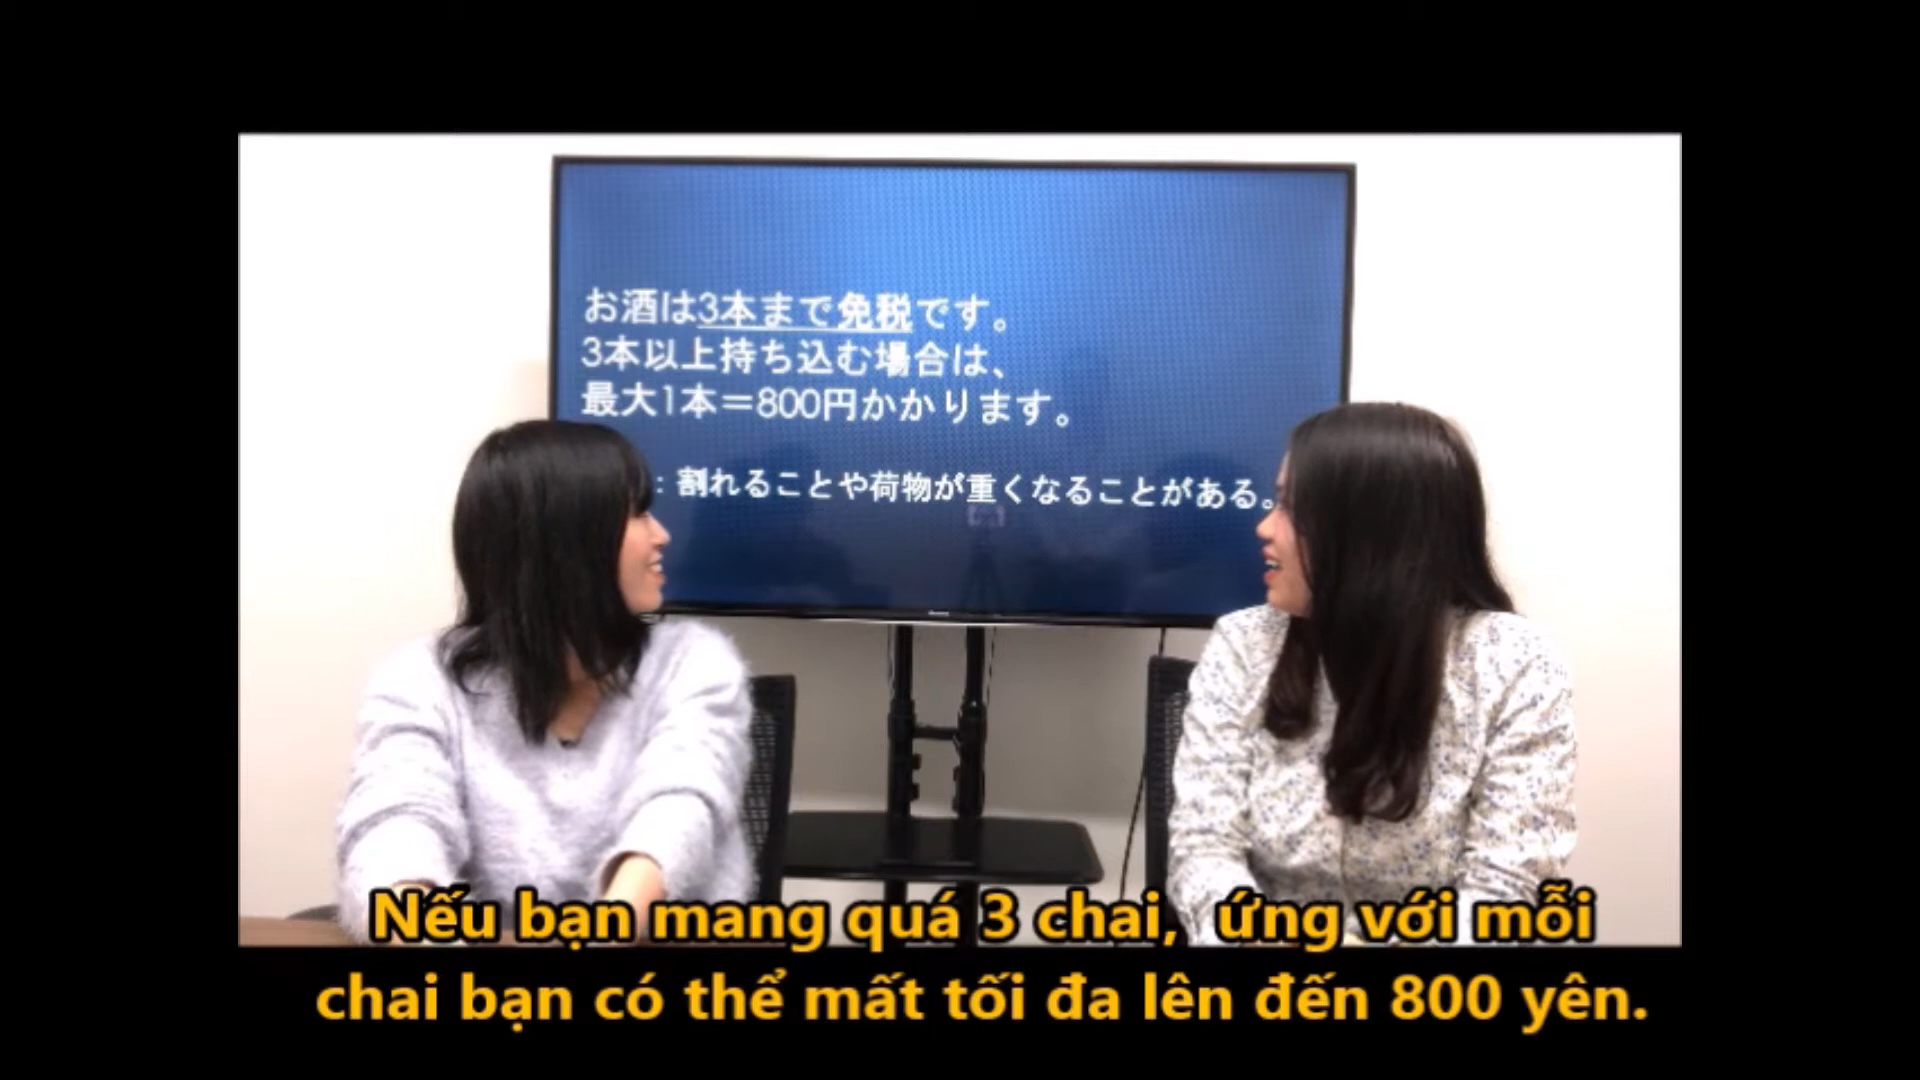 お酒は3本まで免税です。
3本以上持ち込む場合は、
最大1本＝800円かかります。
：割れることや荷物が重くなることがある。
Nếu bạn mang quá 3 chai, ứng với mỗi
chai bạn có thể mất tối đa lên đến 800 yên.